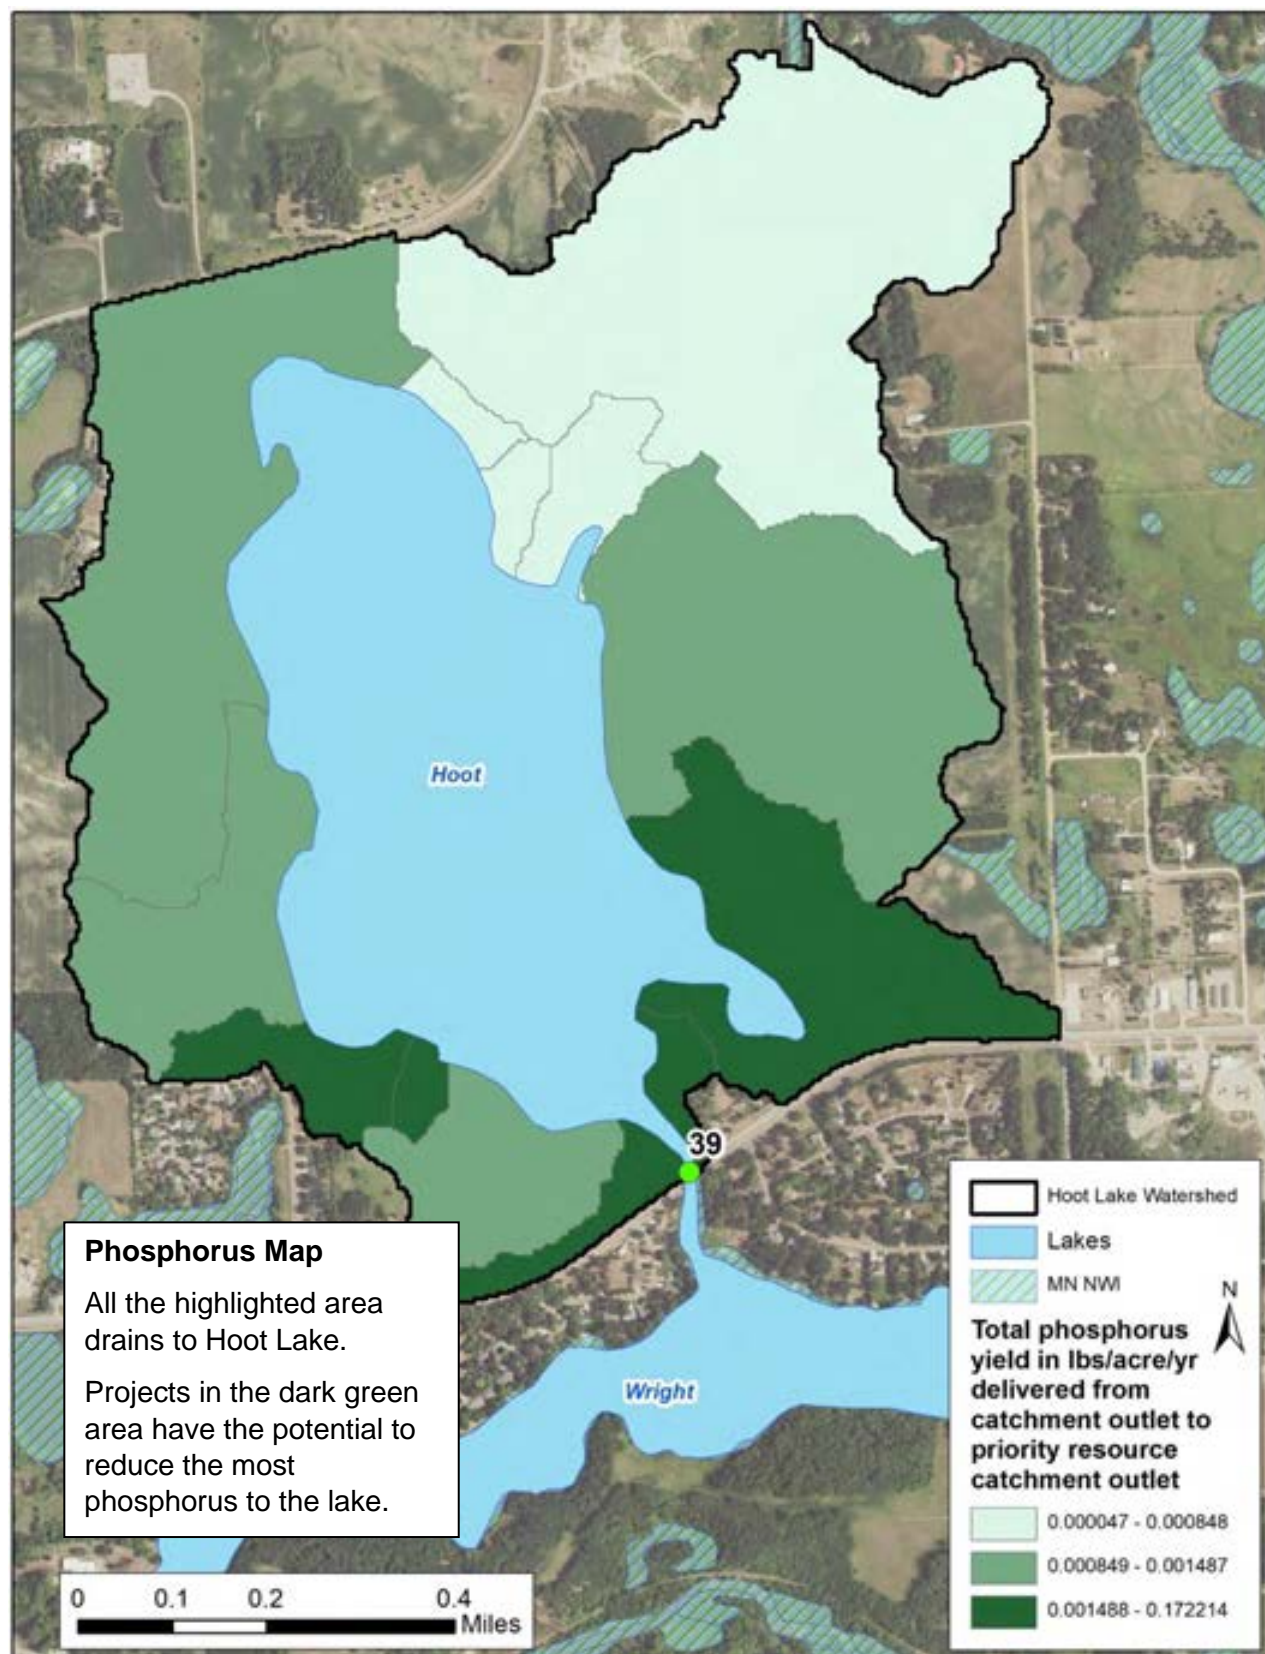 Hoot
39
Phosphorus Map
All the highlighted area
drains to Hoot Lake.
Projects in the dark green
area have the potential to
reduce the most
phosphorus to the lake.
Wright
Hoot Lake Watershed
Lakes
MN NWI
N
Total phosphorus
yield in lbs/acre/yr
delivered from
catchment outlet to
priority resource
catchment outlet
0.000047 - 0.000848
0.000849 - 0.001487
0.001488 - 0.172214
0 0.1 0.2 0.4
Miles